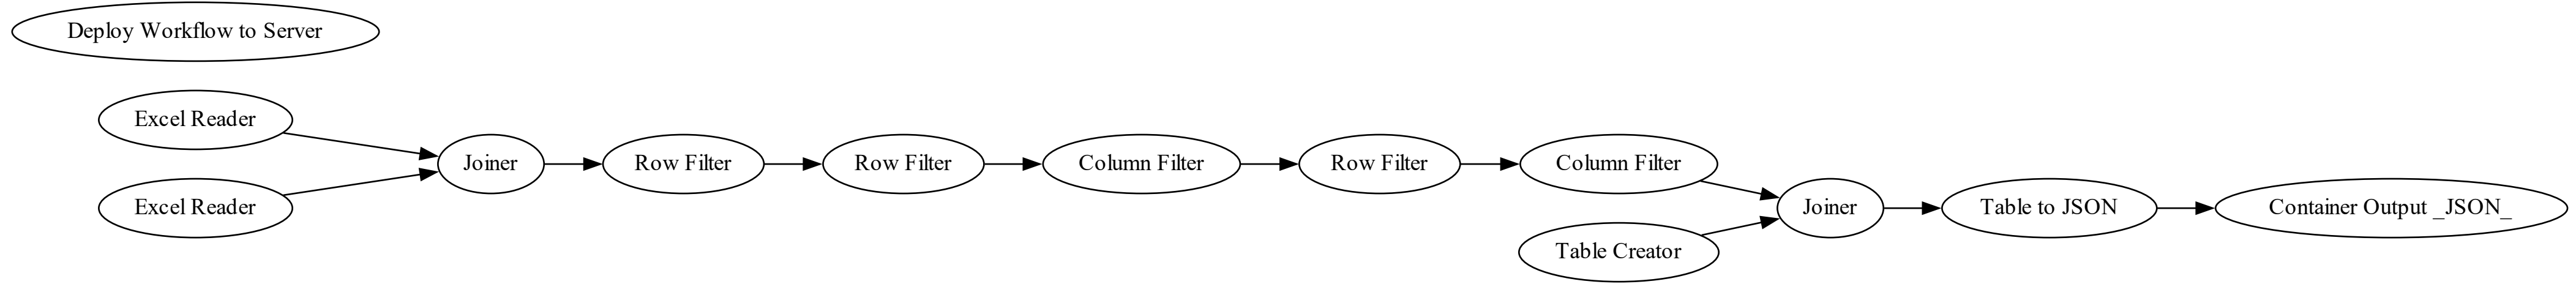 Deploy Workflow to Server
Excel Reader
Excel Reader
Joiner
Row Filter
Row Filter
Column Filter
Row Filter
Column Filter
Table Creator
Joiner
Table to JSON
Container Output _JSON_